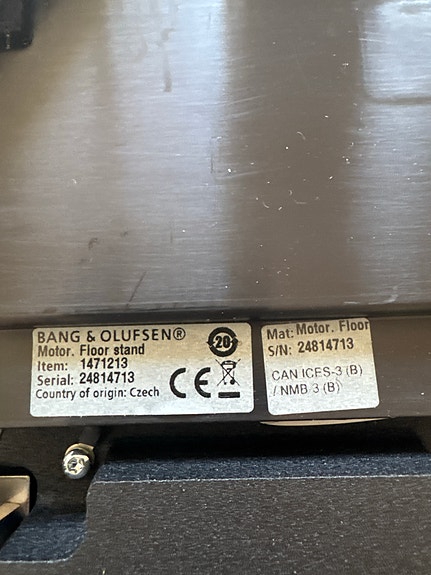 BANG & OLUFSEN®
Motor. Floor stand
Item: 1471213
Serial: 24814713
Country of origin: Czech
20
CE
Mat: Motor. Floor
S/N: 24814713
CAN ICES-3 (B)
/ NMB-3 (B)